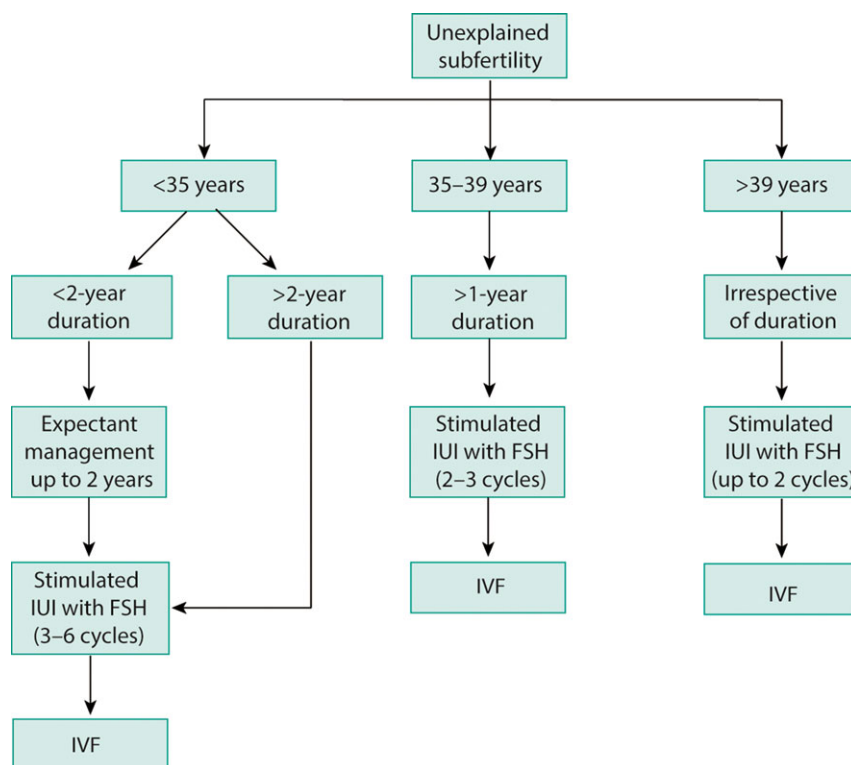 Unexplained
subfertility
<35 years
35–39 years
>39 years
<2-year
duration
>2-year
duration
>1-year
duration
Irrespective
of duration
Expectant
management
up to 2 years
Stimulated
IUI with FSH
(2–3 cycles)
Stimulated
IUI with FSH
(up to 2 cycles)
Stimulated
IUI with FSH
(3–6 cycles)
IVF
IVF
IVF